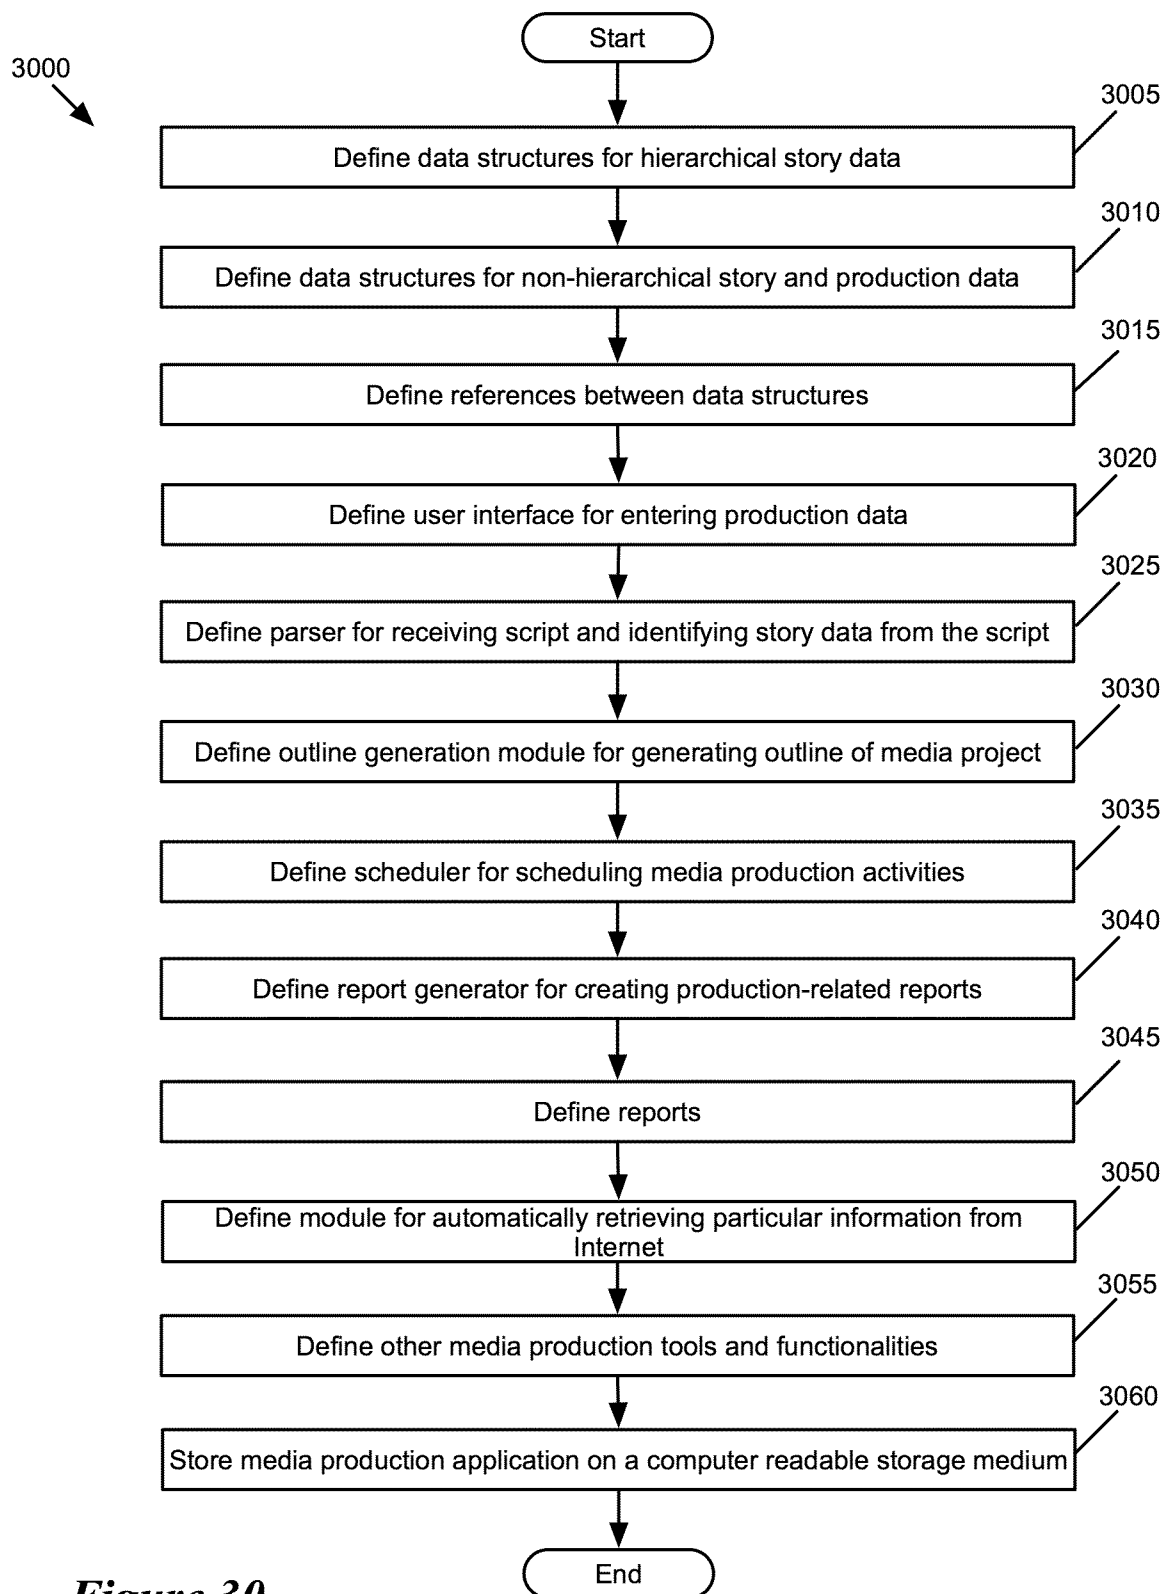 Start
3000
3005
Define data structures for hierarchical story data
3010
Define data structures for non-hierarchical story and production data
3015
Define references between data structures
3020
Define user interface for entering production data
3025
Define parser for receiving script and identifying story data from the script
3030
Define outline generation module for generating outline of media project
3035
Define scheduler for scheduling media production activities
3040
Define report generator for creating production-related reports
3045
Define reports
3050
Define module for automatically retrieving particular information from
Internet
3055
Define other media production tools and functionalities
3060
Store media production application on a computer readable storage medium
End
Figure 30